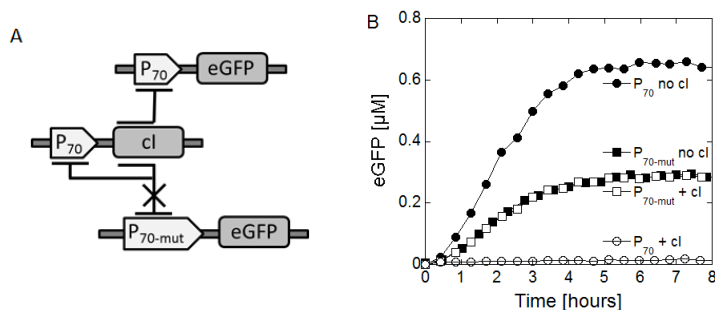 A
P70 eGFP
P70 cI
P70-mut eGFP
B
eGFP [µM]
0.6
0.4
0.2
0
P70 no cI
P70-mut no cI
P70-mut + cI
P70 + cI
0 1 2 3 4 5 6 7 8
Time [hours]